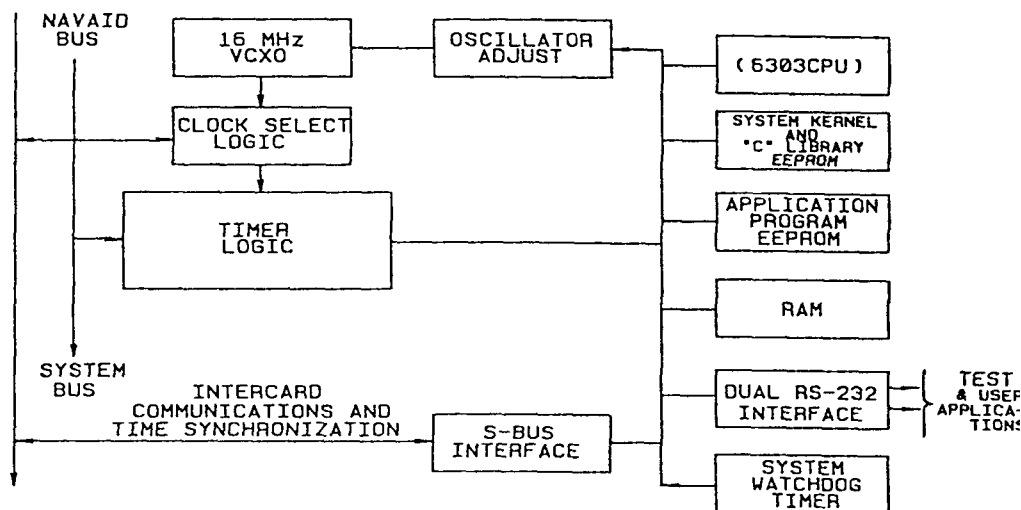 NAVAID
BUS
16 MHz
VCXO
OSCILLATOR
ADJUST
(6303CPU)
CLOCK SELECT
LOGIC
SYSTEM KERNEL
AND
"C" LIBRARY
EEPROM
TIMER
LOGIC
APPLICATION
PROGRAM
EEPROM
RAM
SYSTEM
BUS
INTERCARD
COMMUNICATIONS AND
TIME SYNCHRONIZATION
S-BUS
INTERFACE
DUAL RS-232
INTERFACE
TEST
& USER
APPLICA-
TIONS
SYSTEM
WATCHDOG
TIMER